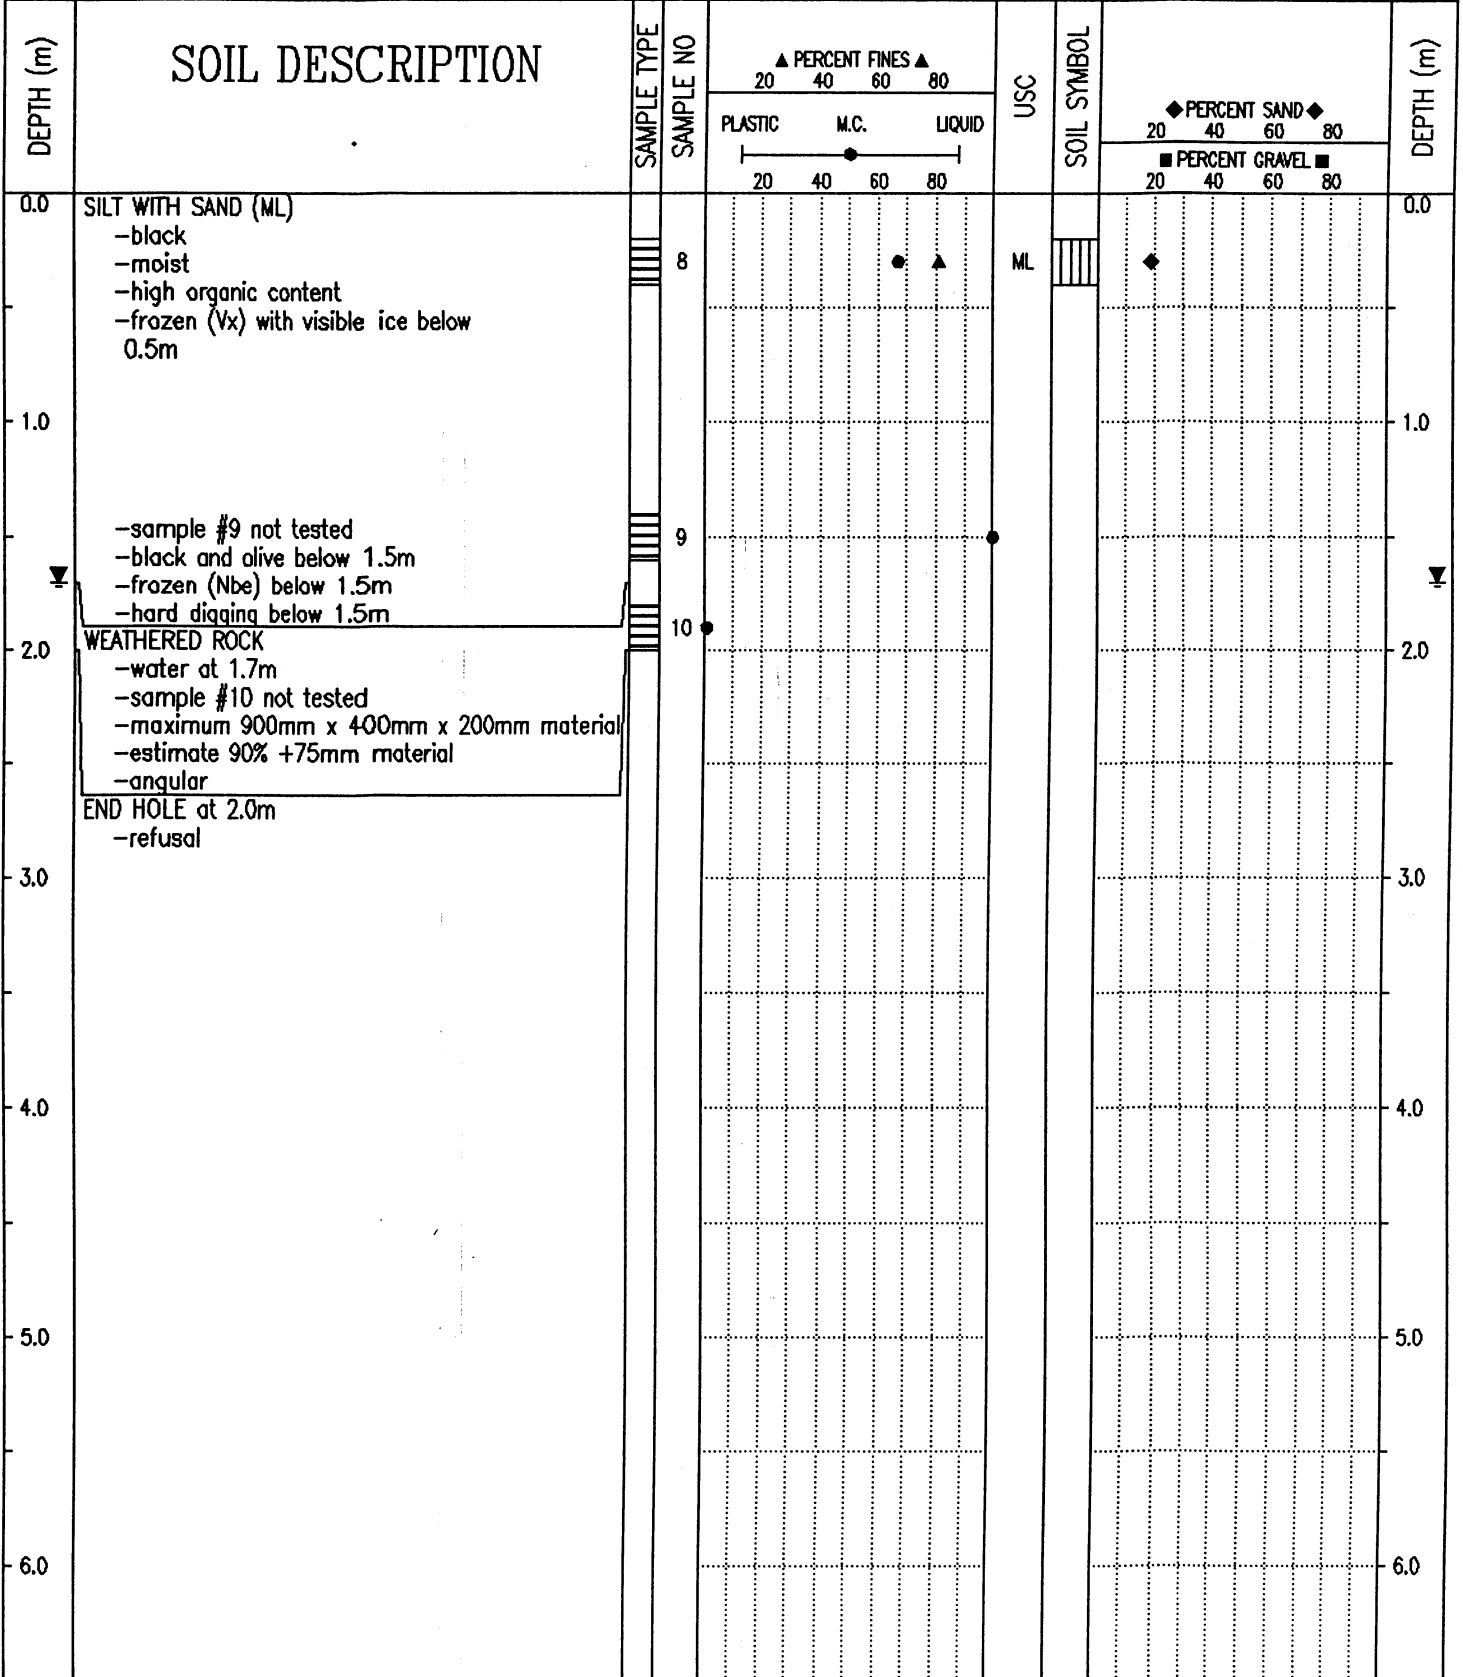 DEPTH (m)
SOIL DESCRIPTION
SAMPLE TYPE
SAMPLE NO
▲ PERCENT FINES ▲
20 40 60 80
PLASTIC M.C. LIQUID
20 40 60 80
USC
SOIL SYMBOL
◆ PERCENT SAND ◆
20 40 60 80
■ PERCENT GRAVEL ■
20 40 60 80
DEPTH (m)
0.0 SILT WITH SAND (ML) 0.0
-black
-moist 8 ML
-high organic content
-frozen (Vx) with visible ice below
0.5m
1.0 1.0
-sample #9 not tested 9
-black and olive below 1.5m
-frozen (Nbe) below 1.5m
-hard digging below 1.5m
10
WEATHERED ROCK
2.0 2.0
-water at 1.7m
-sample #10 not tested
-maximum 900mm x 400mm x 200mm material
-estimate 90% +75mm material
-angular
END HOLE at 2.0m
-refusal
3.0 3.0
4.0 4.0
5.0 5.0
6.0 6.0